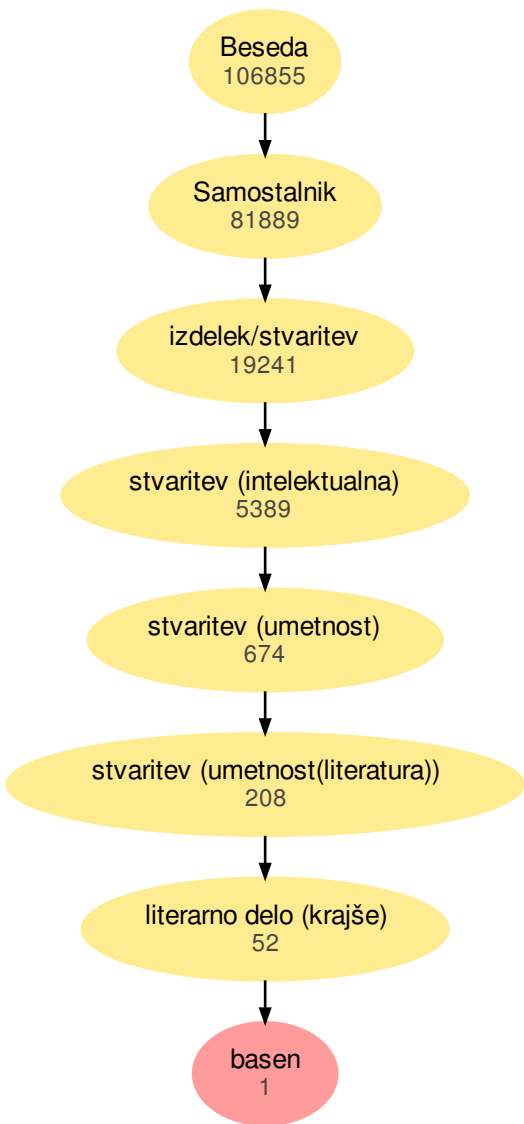 Beseda
106855
Samostalnik
81889
izdelek/stvaritev
19241
stvaritev (intelektualna)
5389
stvaritev (umetnost)
674
stvaritev (umetnost(literatura))
208
literarno delo (krajše)
52
basen
1